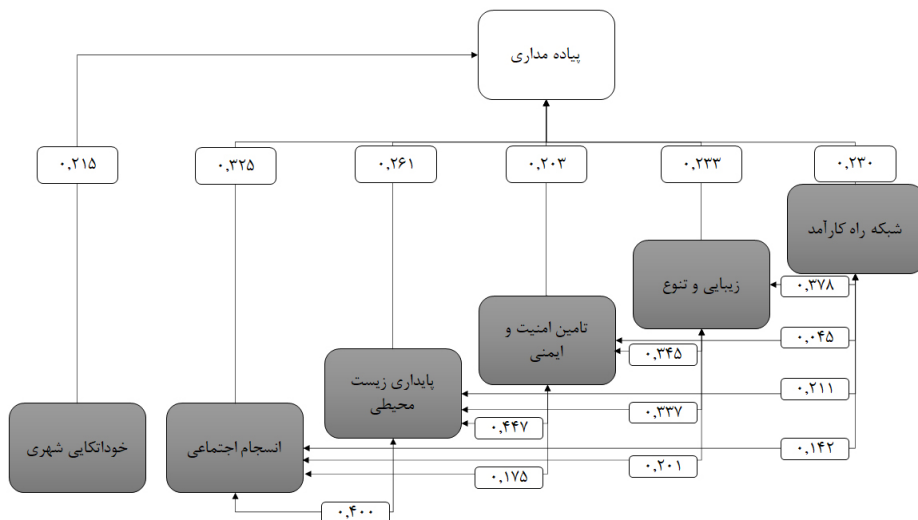 پیاده مداری
۰,۲۳۰
۰,۲۳۳
۰,۲۰۳
۰,۲۶۱
۰,۳۲۵
۰,۲۱۵
شبکه راه کارآمد
زیبایی و تنوع
۰,۳۷۸
تامین امنیت و
ایمنی
۰,۰۴۵
۰,۳۴۵
پایداری زیست
محیطی
۰,۲۱۱
۰,۳۳۷
۰,۴۴۷
انسجام اجتماعی
خوداتکایی شهری
۰,۱۴۲
۰,۲۰۱
۰,۱۷۵
۰,۴۰۰